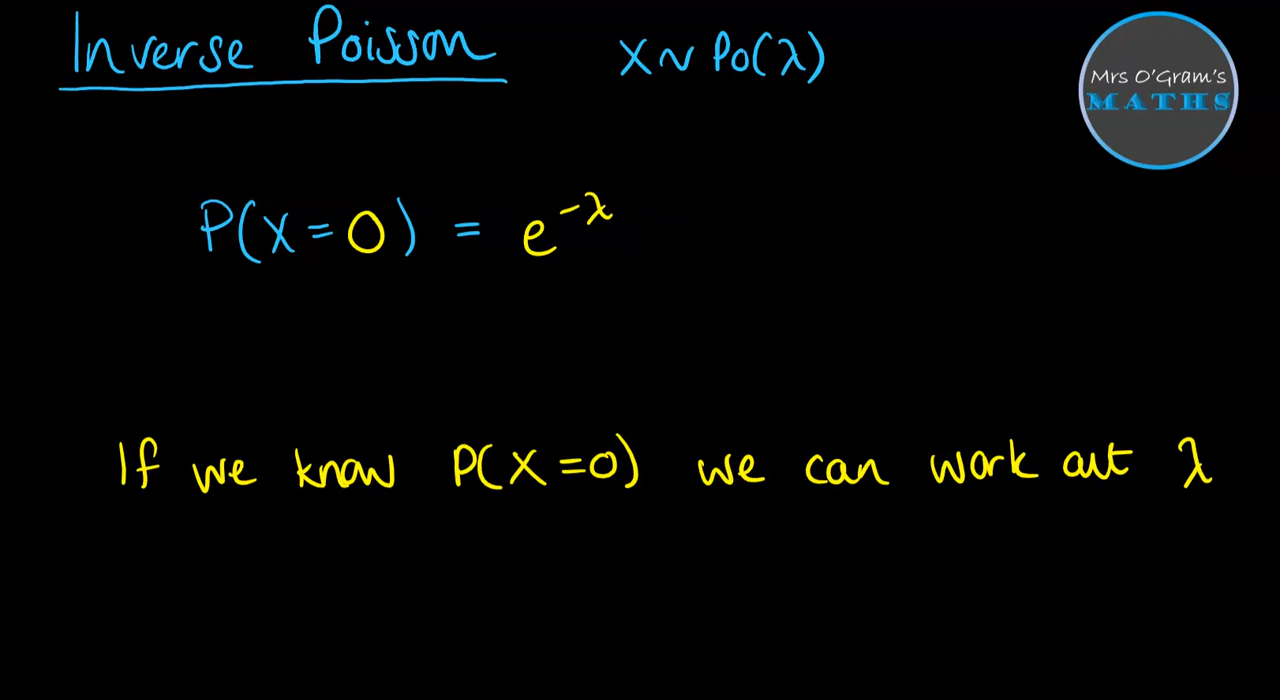 Inverse Poisson X ~ Po(λ)
Mrs O'Gram's
MATHS
P(X = 0) = e^{-λ}
If we know P(X = 0) we can work out λ